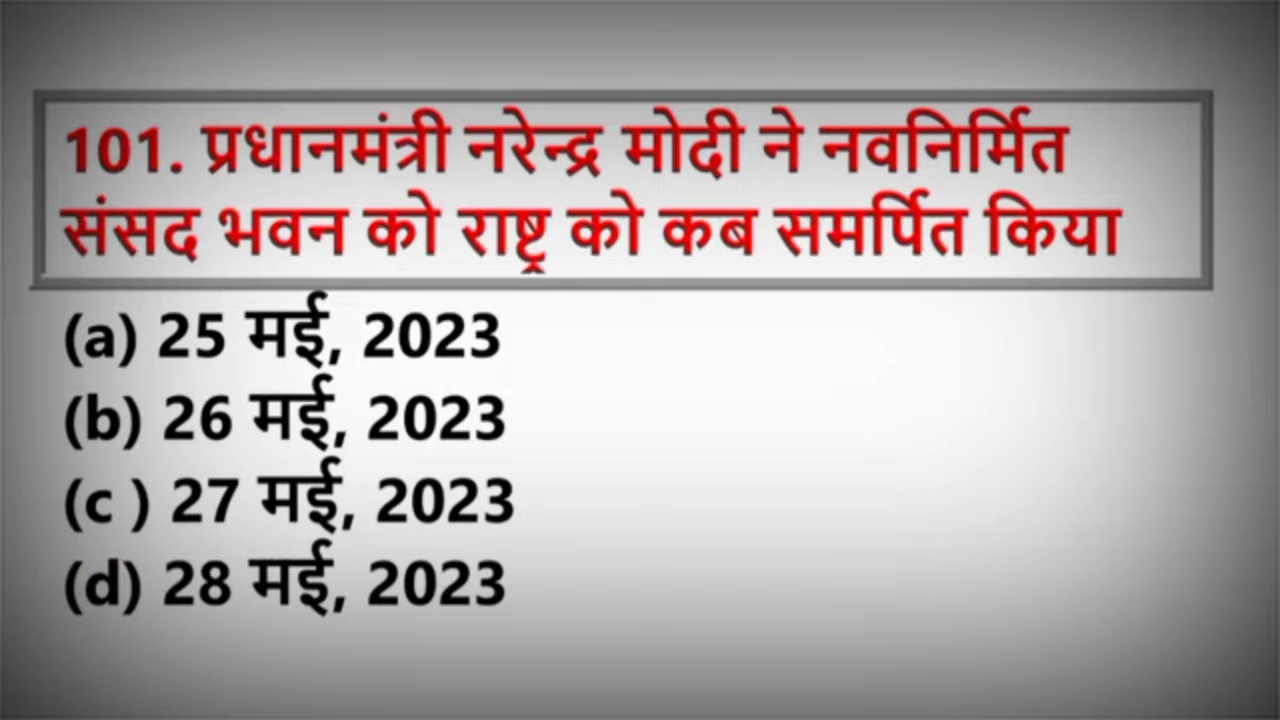 101. प्रधानमंत्री नरेन्द्र मोदी ने नवनिर्मित
संसद भवन को राष्ट्र को कब समर्पित किया
(a) 25 मई, 2023
(b) 26 मई, 2023
(c ) 27 मई, 2023
(d) 28 मई, 2023